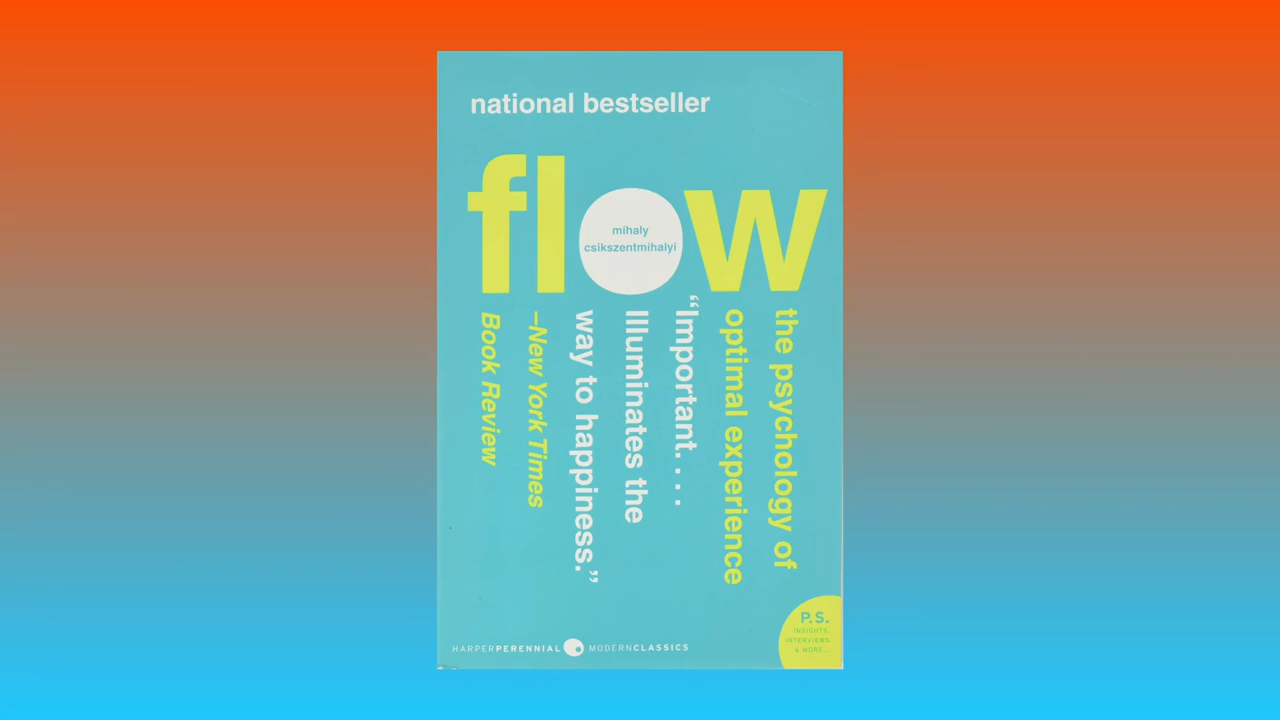 national bestseller
flow
mihaly
csikszentmihalyi
the psychology of
optimal experience
“Important. . . .
Illuminates the
way to happiness.”
–New York Times
Book Review
P.S.
INSIGHTS,
INTERVIEWS
& MORE...
HARPERPERENNIAL MODERNCLASSICS